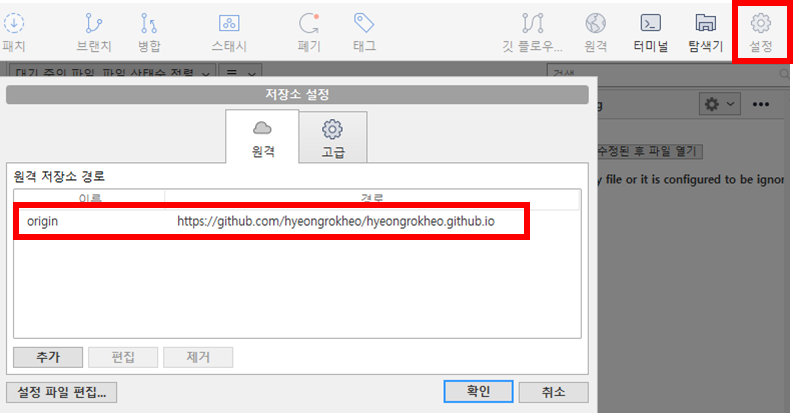 패치 브랜치 병합 스태시 폐기 태그 깃 플로우... 원격 터미널 탐색기 설정
대기 중인 파일, 파일 상태순 정렬 검색
저장소 설정
원격 고급
수정된 후 파일 열기
원격 저장소 경로
file or it is configured to be ignor
이름 경로
origin https://github.com/hyeongrokheo/hyeongrokheo.github.io
추가 편집 제거
설정 파일 편집... 확인 취소